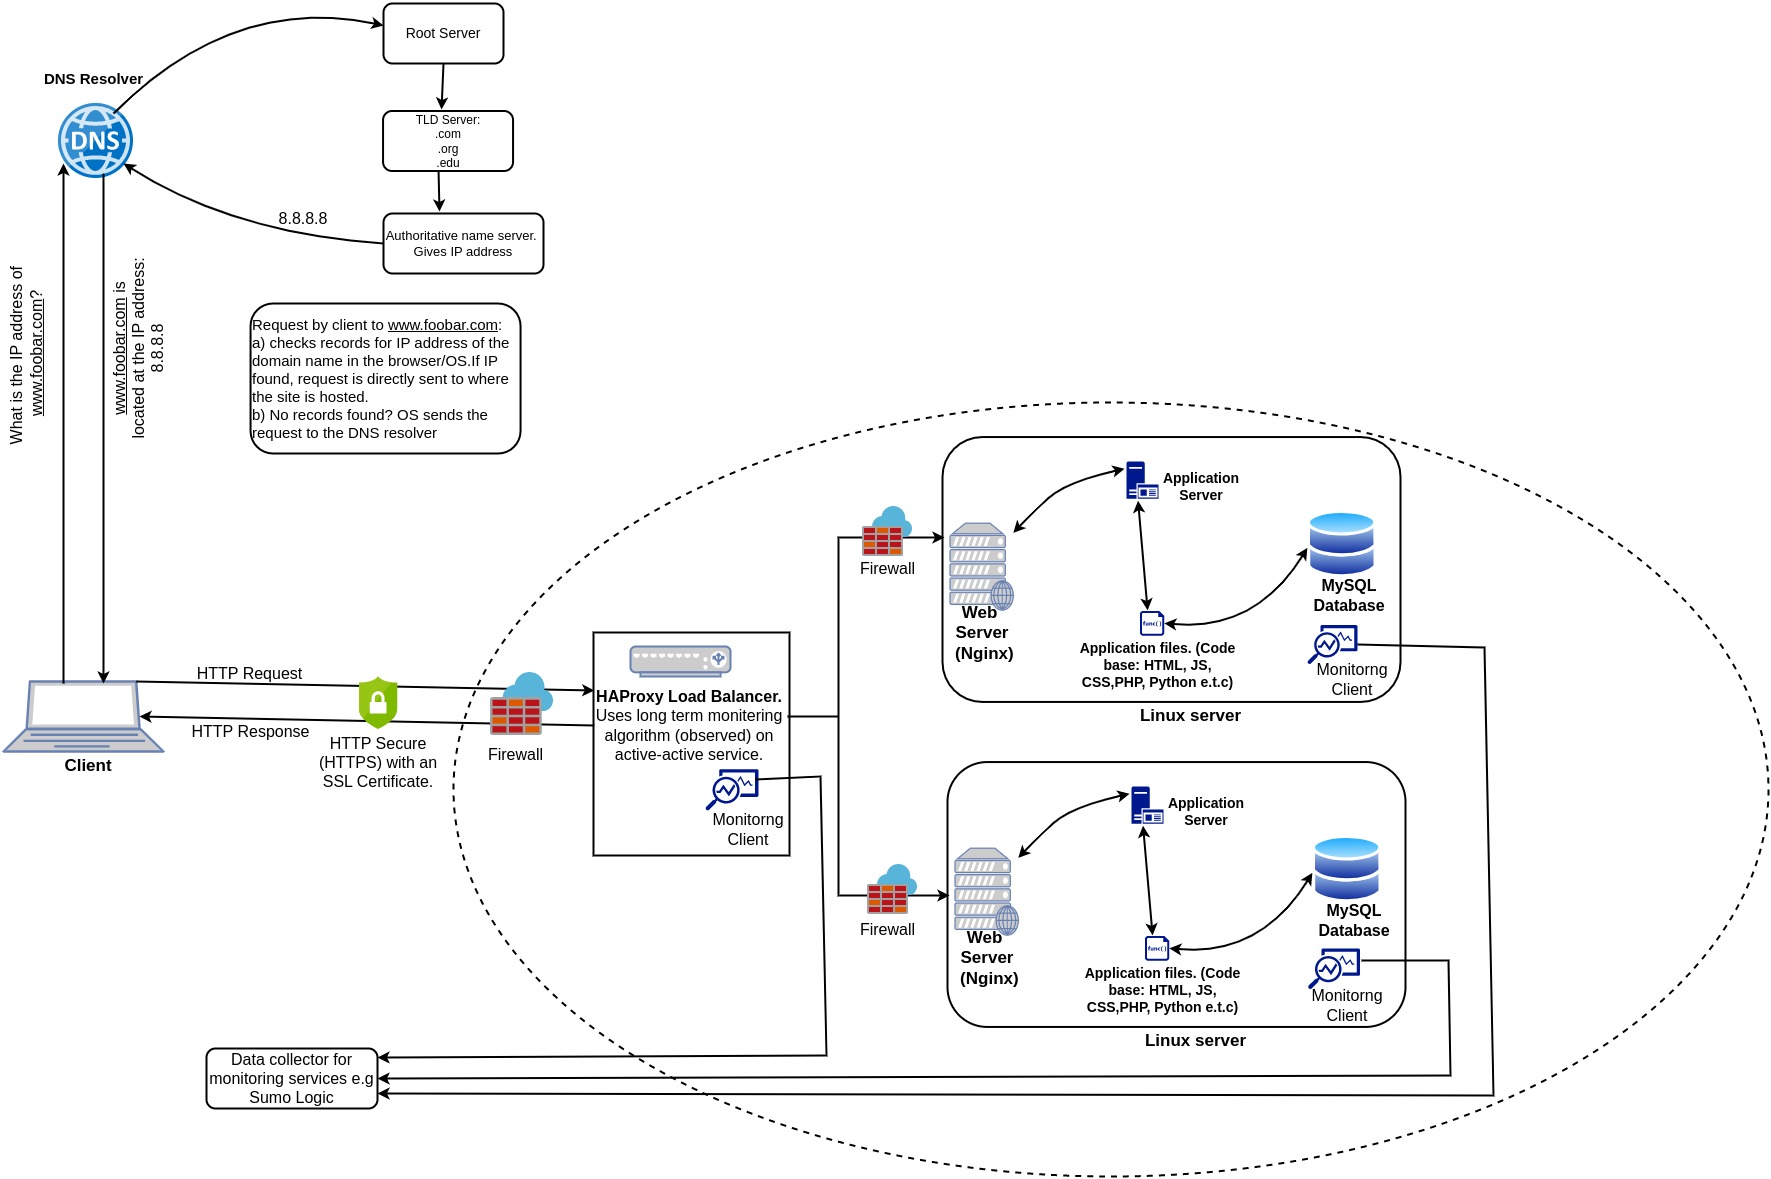 Root Server
DNS Resolver
DNS
TLD Server:
.com
.org
.edu
8.8.8.8
Authoritative name server.
Gives IP address
What is the IP address of
www.foobar.com?
www.foobar.com is
located at the IP address:
8.8.8.8
Request by client to www.foobar.com:
a) checks records for IP address of the
domain name in the browser/OS.If IP
found, request is directly sent to where
the site is hosted.
b) No records found? OS sends the
request to the DNS resolver
HTTP Request
HTTP Response
Client
HTTP Secure
(HTTPS) with an
SSL Certificate.
Firewall
HAProxy Load Balancer.
Uses long term monitering
algorithm (observed) on
active-active service.
Monitorng
Client
Firewall
Web
Server
(Nginx)
Application
Server
func()
Application files. (Code
base: HTML, JS,
CSS,PHP, Python e.t.c)
MySQL
Database
Monitorng
Client
Linux server
Firewall
Web
Server
(Nginx)
Application
Server
func()
Application files. (Code
base: HTML, JS,
CSS,PHP, Python e.t.c)
MySQL
Database
Monitorng
Client
Linux server
Data collector for
monitoring services e.g
Sumo Logic